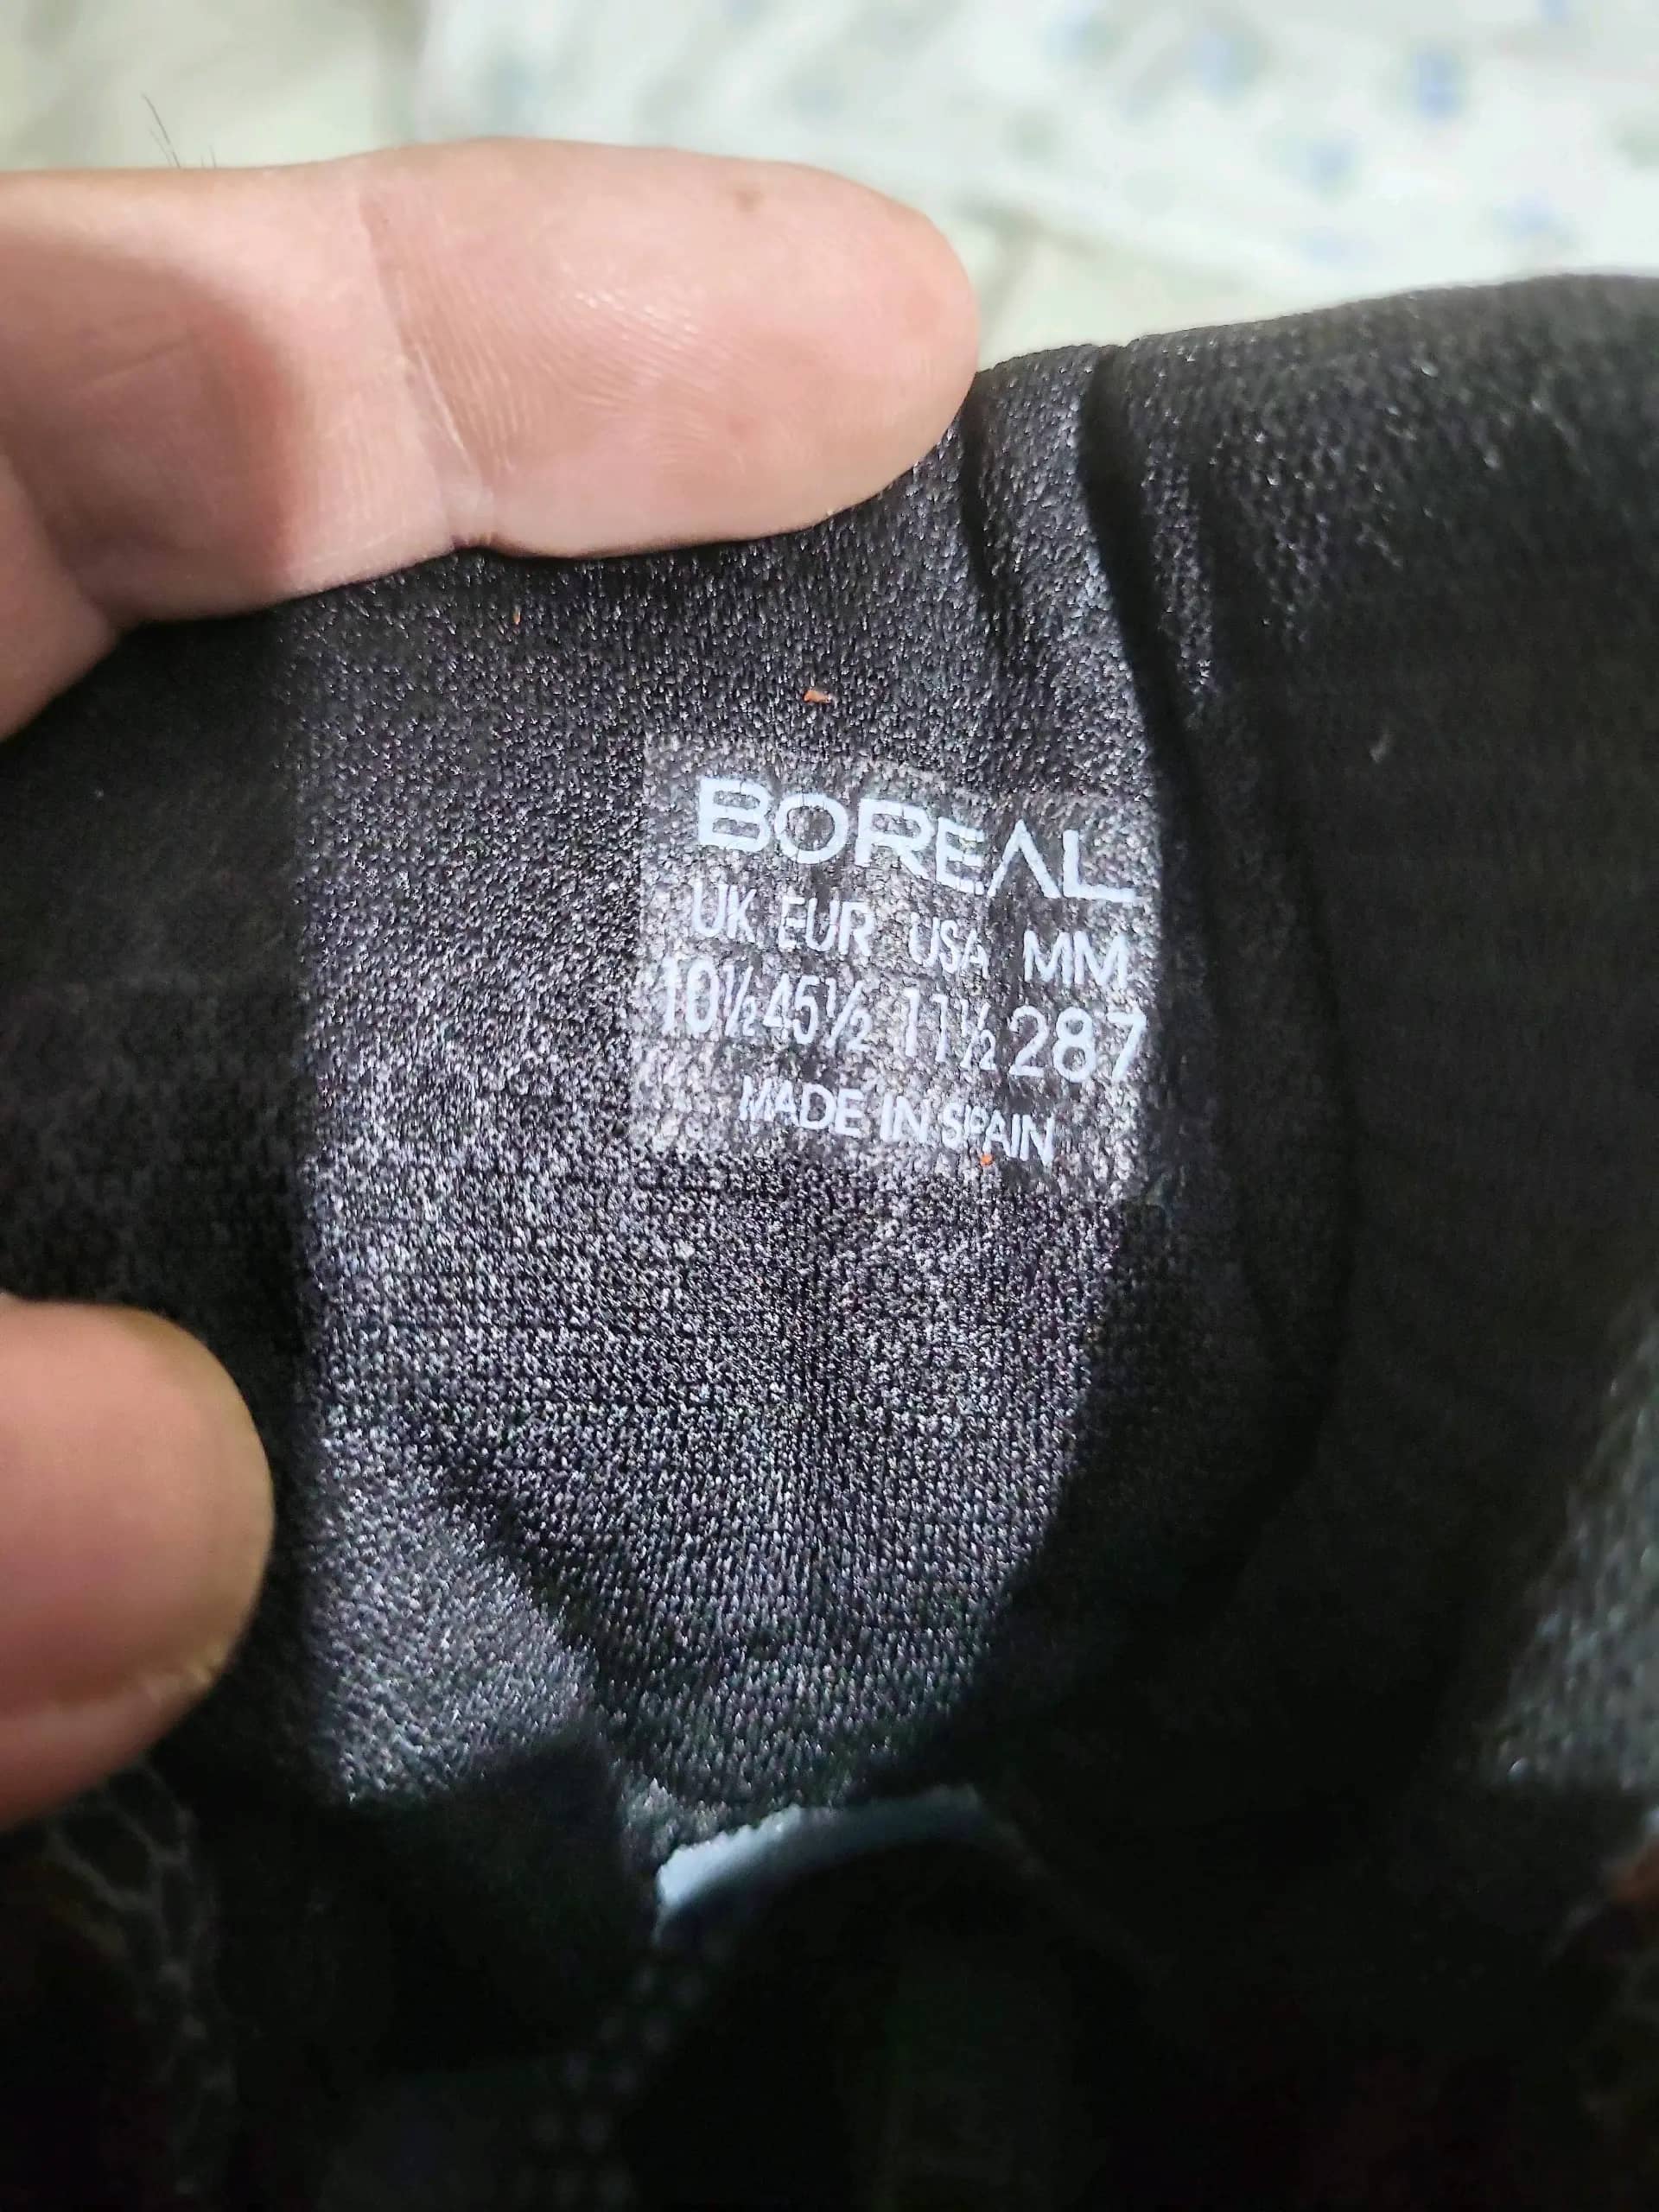 BOREAL
UK EUR USA MM
10½ 45½ 11½ 287
MADE IN SPAIN